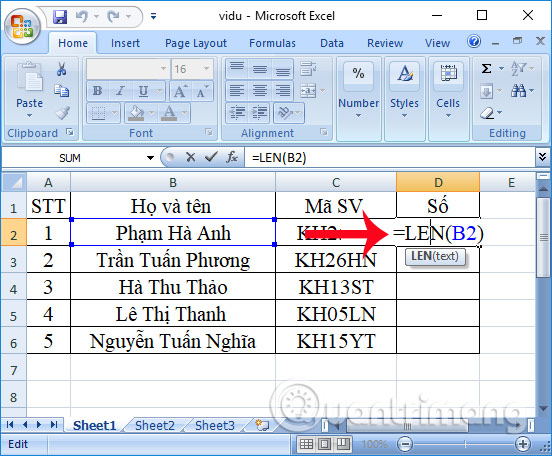 vidu - Microsoft Excel
Home Insert Page Layout Formulas Data Review View
Paste
B I U
16
A A
Σ
%
Number
A
Styles
Cells
Clipboard Font Alignment Editing
SUM =LEN(B2)
A B C D E
1 STT Họ và tên Mã SV Số
2 1 Phạm Hà Anh =LEN(B2)
LEN(text)
3 2 Trần Tuấn Phương KH26HN
4 3 Hà Thu Thảo KH13ST
5 4 Lê Thị Thanh KH05LN
6 5 Nguyễn Tuấn Nghĩa KH15YT
7
8
Quantrimang
Sheet1 Sheet2 Sheet3
Edit 100%